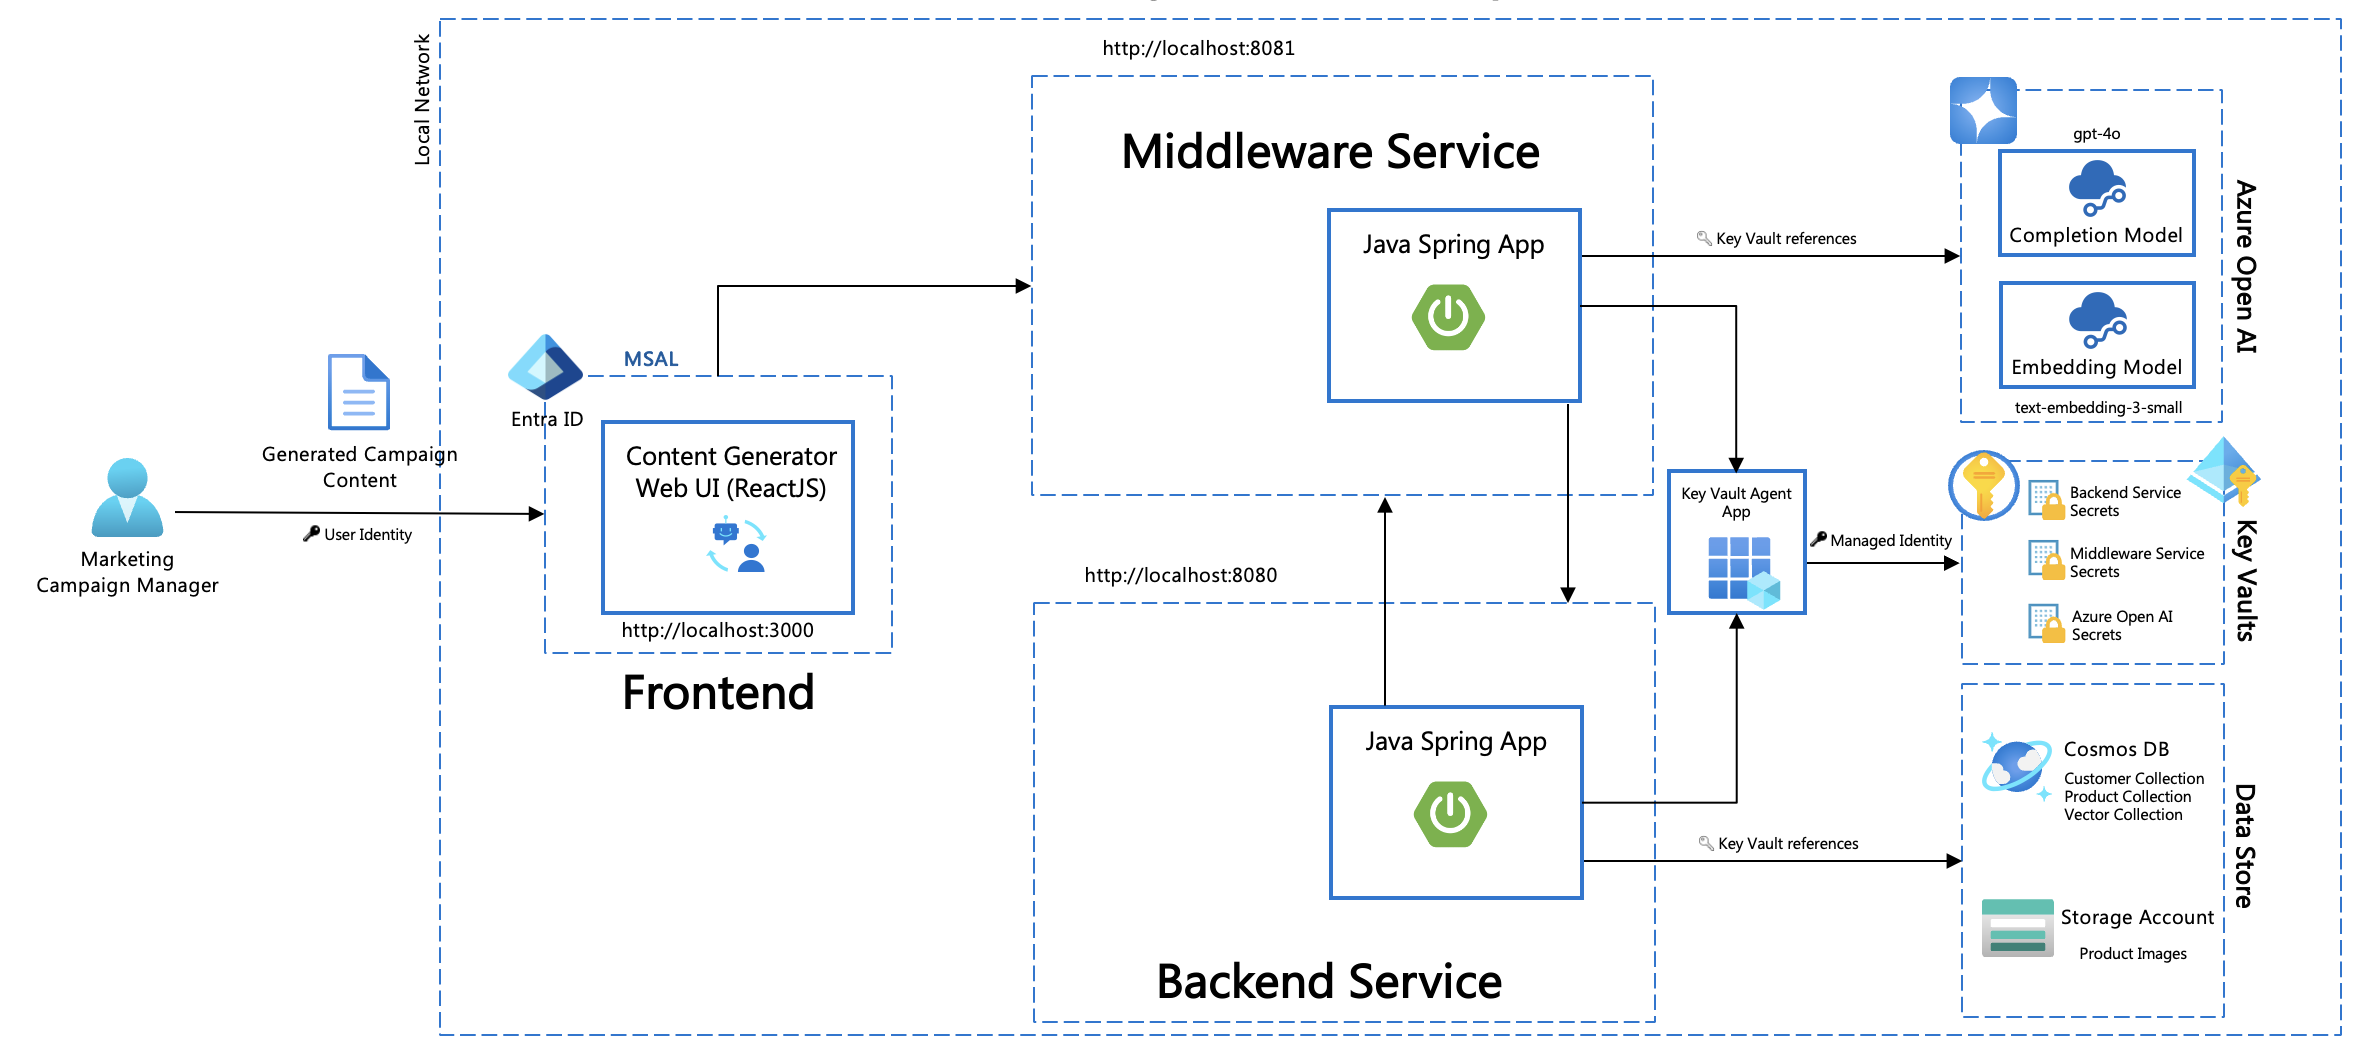 Local Network
http://localhost:8081
Middleware Service
Java Spring App
Key Vault references
gpt-4o
Completion Model
Embedding Model
text-embedding-3-small
Azure Open AI
MSAL
Entra ID
Content Generator
Web UI (ReactJS)
http://localhost:3000
Frontend
Generated Campaign
Content
User Identity
Marketing
Campaign Manager
Key Vault Agent
App
Managed Identity
Backend Service
Secrets
Middleware Service
Secrets
Azure Open AI
Secrets
Key Vaults
http://localhost:8080
Java Spring App
Key Vault references
Backend Service
Cosmos DB
Customer Collection
Product Collection
Vector Collection
Storage Account
Product Images
Data Store